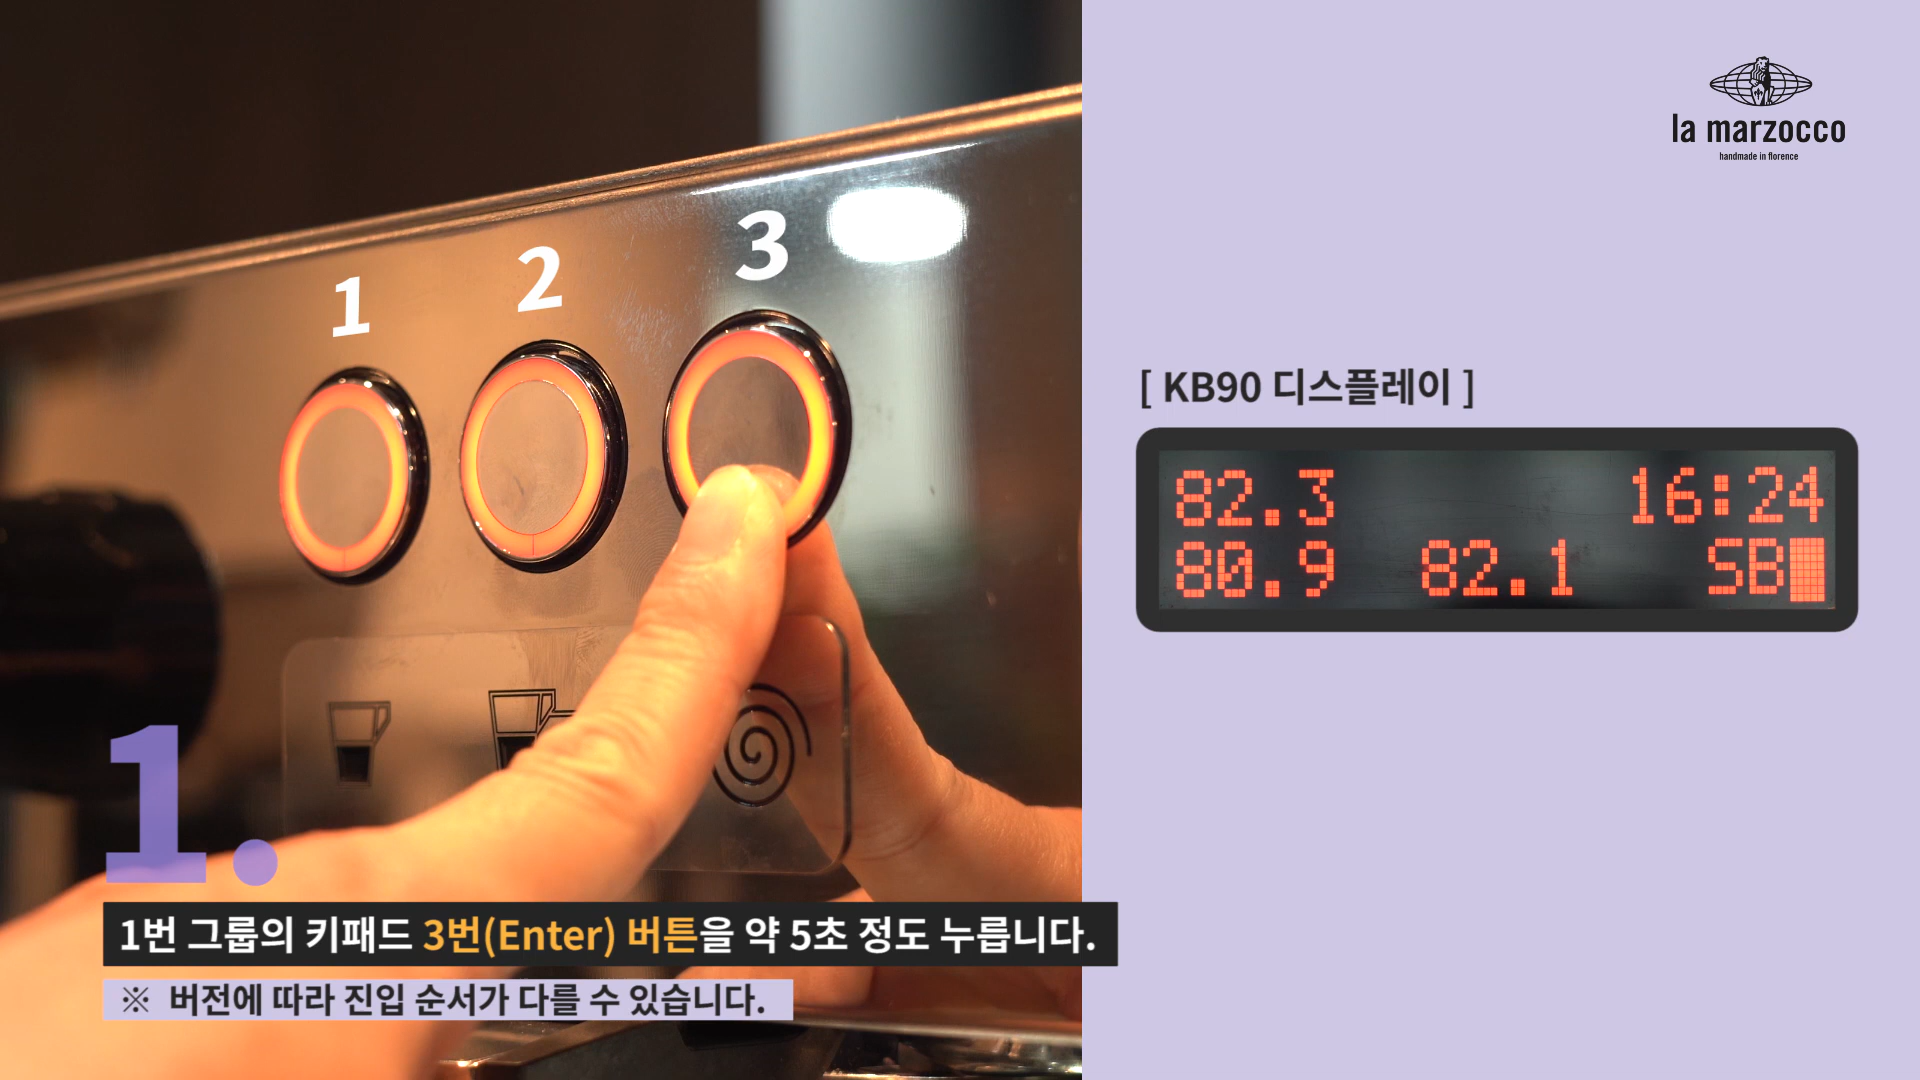 1
2
3
1.
1번 그룹의 키패드 3번(Enter) 버튼을 약 5초 정도 누릅니다.
※ 버전에 따라 진입 순서가 다를 수 있습니다.
la marzocco
handmade in florence
[ KB90 디스플레이 ]
82.3 16:24
80.9 82.1 SB